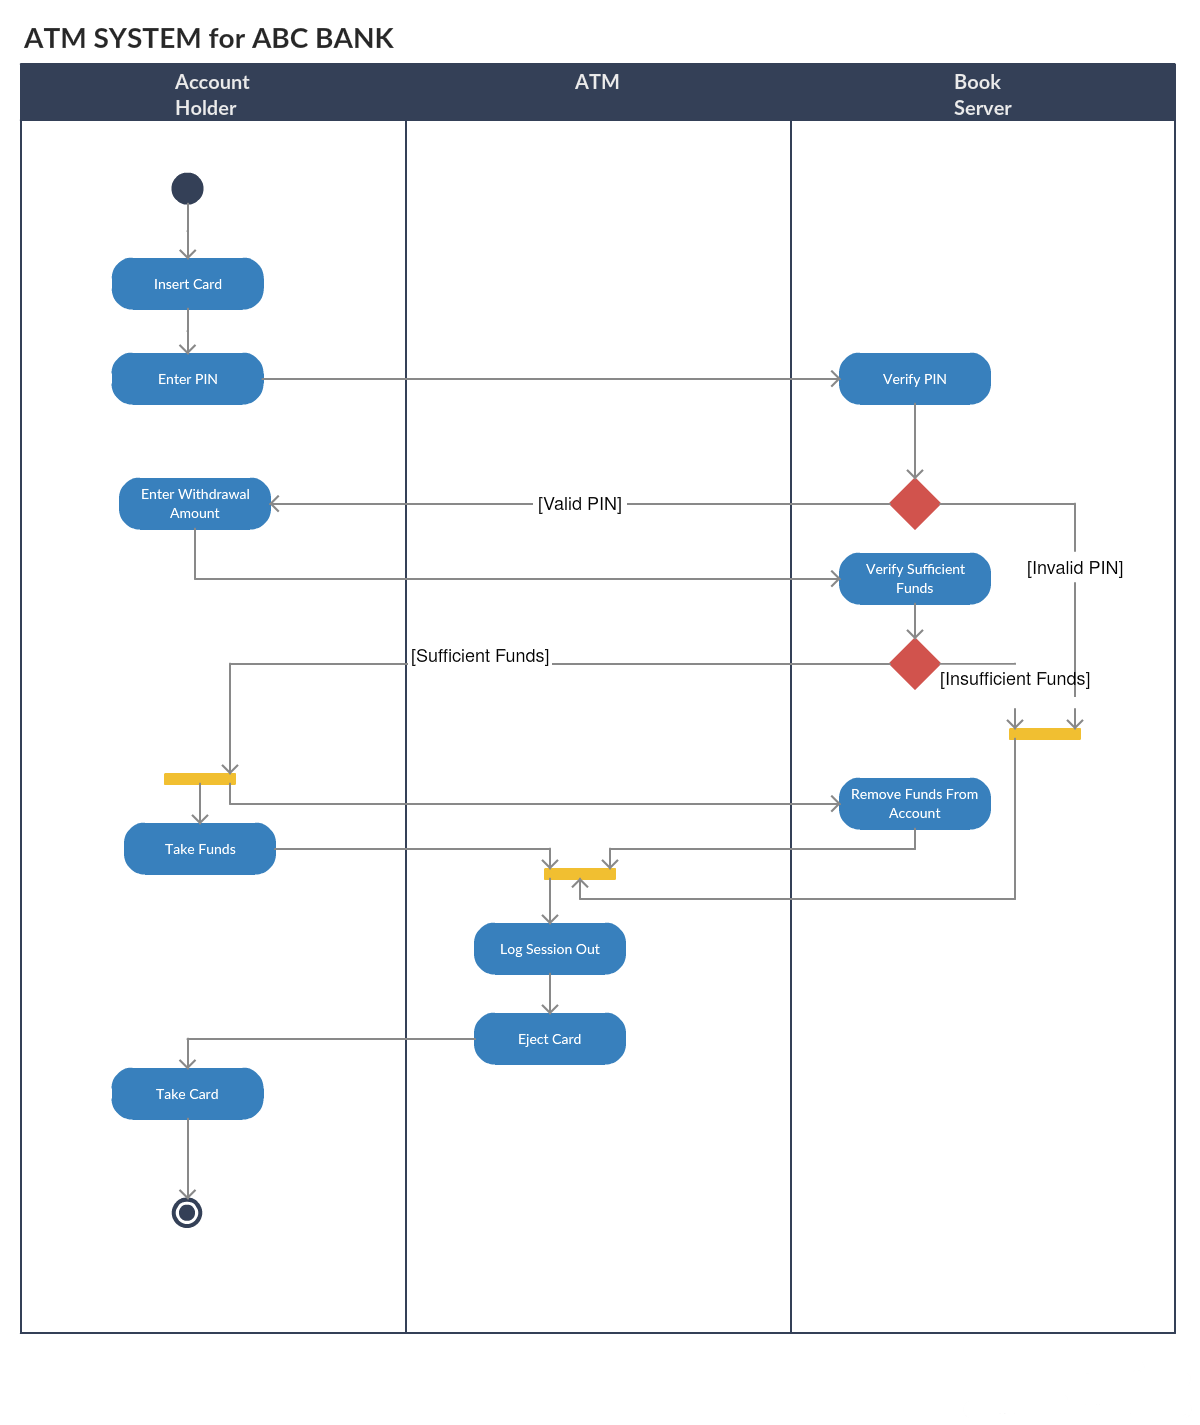 ATM SYSTEM for ABC BANK
Account
Holder
ATM
Book
Server
Insert Card
Enter PIN
Verify PIN
Enter Withdrawal
Amount
[Valid PIN]
[Invalid PIN]
Verify Sufficient
Funds
[Sufficient Funds]
[Insufficient Funds]
Remove Funds From
Account
Take Funds
Log Session Out
Eject Card
Take Card